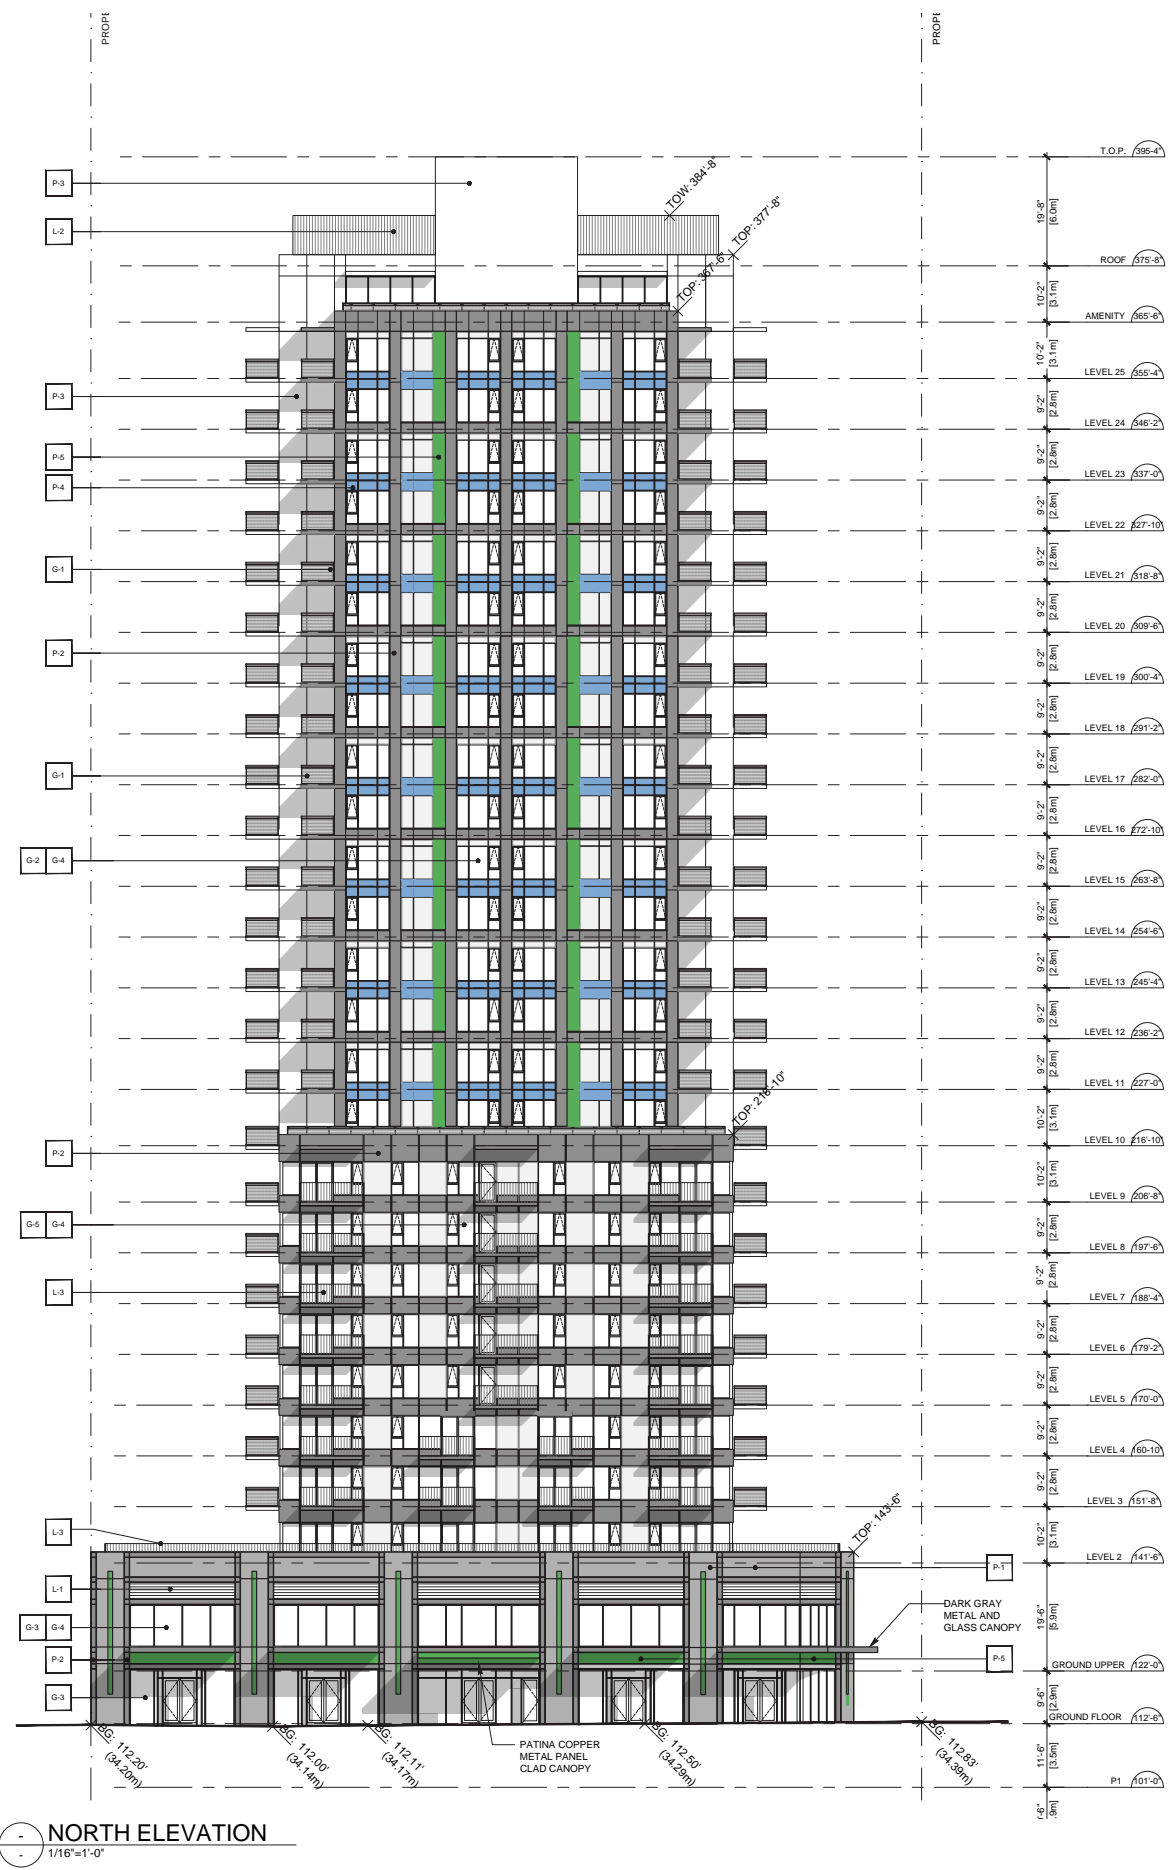 PROPE
PROPE
T.O.P. 395-4"
P-3
TOW: 384'-8"
19'-8"
[6.0m]
L-2
TOP: 377'-8"
ROOF 375'-8"
TOP: 367'-6"
10'-2"
[3.1m]
AMENITY 365'-6"
10'-2"
[3.1m]
LEVEL 25 355'-4"
P-3
9'-2"
[2.8m]
LEVEL 24 346'-2"
P-5
9'-2"
[2.8m]
LEVEL 23 337'-0"
P-4
9'-2"
[2.8m]
LEVEL 22 327'-10"
G-1
9'-2"
[2.8m]
LEVEL 21 318'-8"
9'-2"
[2.8m]
LEVEL 20 309'-6"
P-2
9'-2"
[2.8m]
LEVEL 19 300'-4"
9'-2"
[2.8m]
LEVEL 18 291'-2"
G-1
9'-2"
[2.8m]
LEVEL 17 282'-0"
9'-2"
[2.8m]
LEVEL 16 272'-10"
G-2 G-4
9'-2"
[2.8m]
LEVEL 15 263'-8"
9'-2"
[2.8m]
LEVEL 14 254'-6"
9'-2"
[2.8m]
LEVEL 13 245'-4"
9'-2"
[2.8m]
LEVEL 12 236'-2"
9'-2"
[2.8m]
LEVEL 11 227'-0"
TOP: 218'-10"
10'-2"
[3.1m]
LEVEL 10 216'-10"
P-2
10'-2"
[3.1m]
LEVEL 9 206'-8"
G-5 G-4
9'-2"
[2.8m]
LEVEL 8 197'-6"
9'-2"
[2.8m]
L-3
LEVEL 7 188'-4"
9'-2"
[2.8m]
LEVEL 6 179'-2"
9'-2"
[2.8m]
LEVEL 5 170'-0"
9'-2"
[2.8m]
LEVEL 4 160-10"
9'-2"
[2.8m]
LEVEL 3 151'-8"
TOP: 143'-6"
10'-2"
[3.1m]
L-3
LEVEL 2 141'-6"
P-1
L-1
DARK GRAY
METAL AND
GLASS CANOPY
19'-6"
[5.9m]
G-3 G-4
P-2
P-5
GROUND UPPER 122'-0"
G-3
9'-6"
[2.9m]
GROUND FLOOR 112'-6"
BG: 112.20'
(34.20m)
BG: 112.00'
(34.14m)
BG: 112.11'
(34.17m)
PATINA COPPER
METAL PANEL
CLAD CANOPY
BG: 112.50'
(34.29m)
BG: 112.83'
(34.39m)
11'-6"
[3.5m]
P1 101'-0"
'-6"
.9m]
-
-
NORTH ELEVATION
1/16"=1'-0"